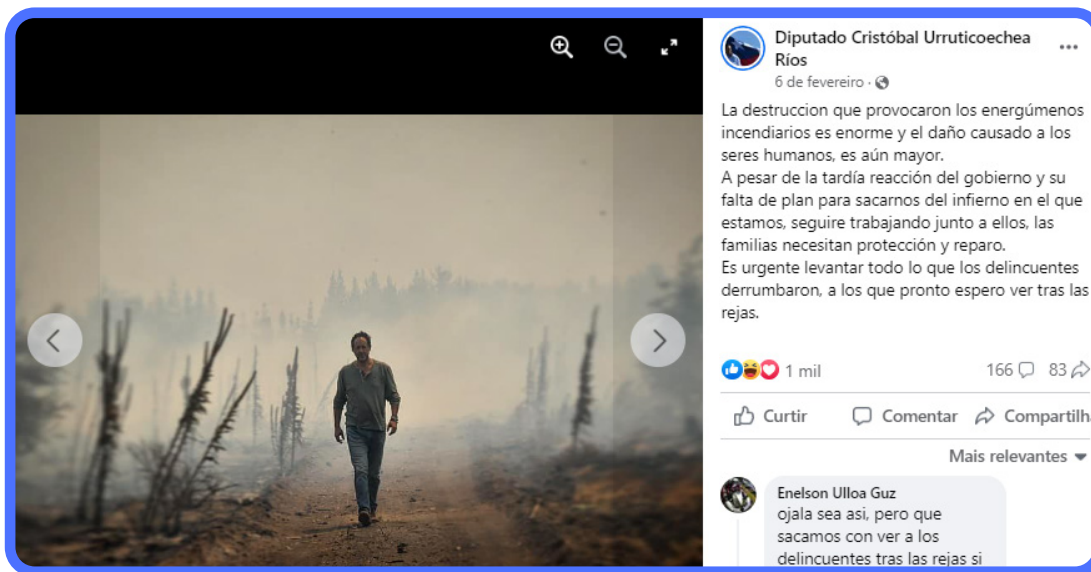 Diputado Cristóbal Urruticoechea
Ríos
6 de fevereiro ·
La destruccion que provocaron los energúmenos
incendiarios es enorme y el daño causado a los
seres humanos, es aún mayor.
A pesar de la tardía reacción del gobierno y su
falta de plan para sacarnos del infierno en el que
estamos, seguire trabajando junto a ellos, las
familias necesitan protección y reparo.
Es urgente levantar todo lo que los delincuentes
derrumbaron, a los que pronto espero ver tras las
rejas.
1 mil 166 83
Curtir Comentar Compartilha
Mais relevantes
Enelson Ulloa Guz
ojala sea asi, pero que
sacamos con ver a los
delincuentes tras las rejas si